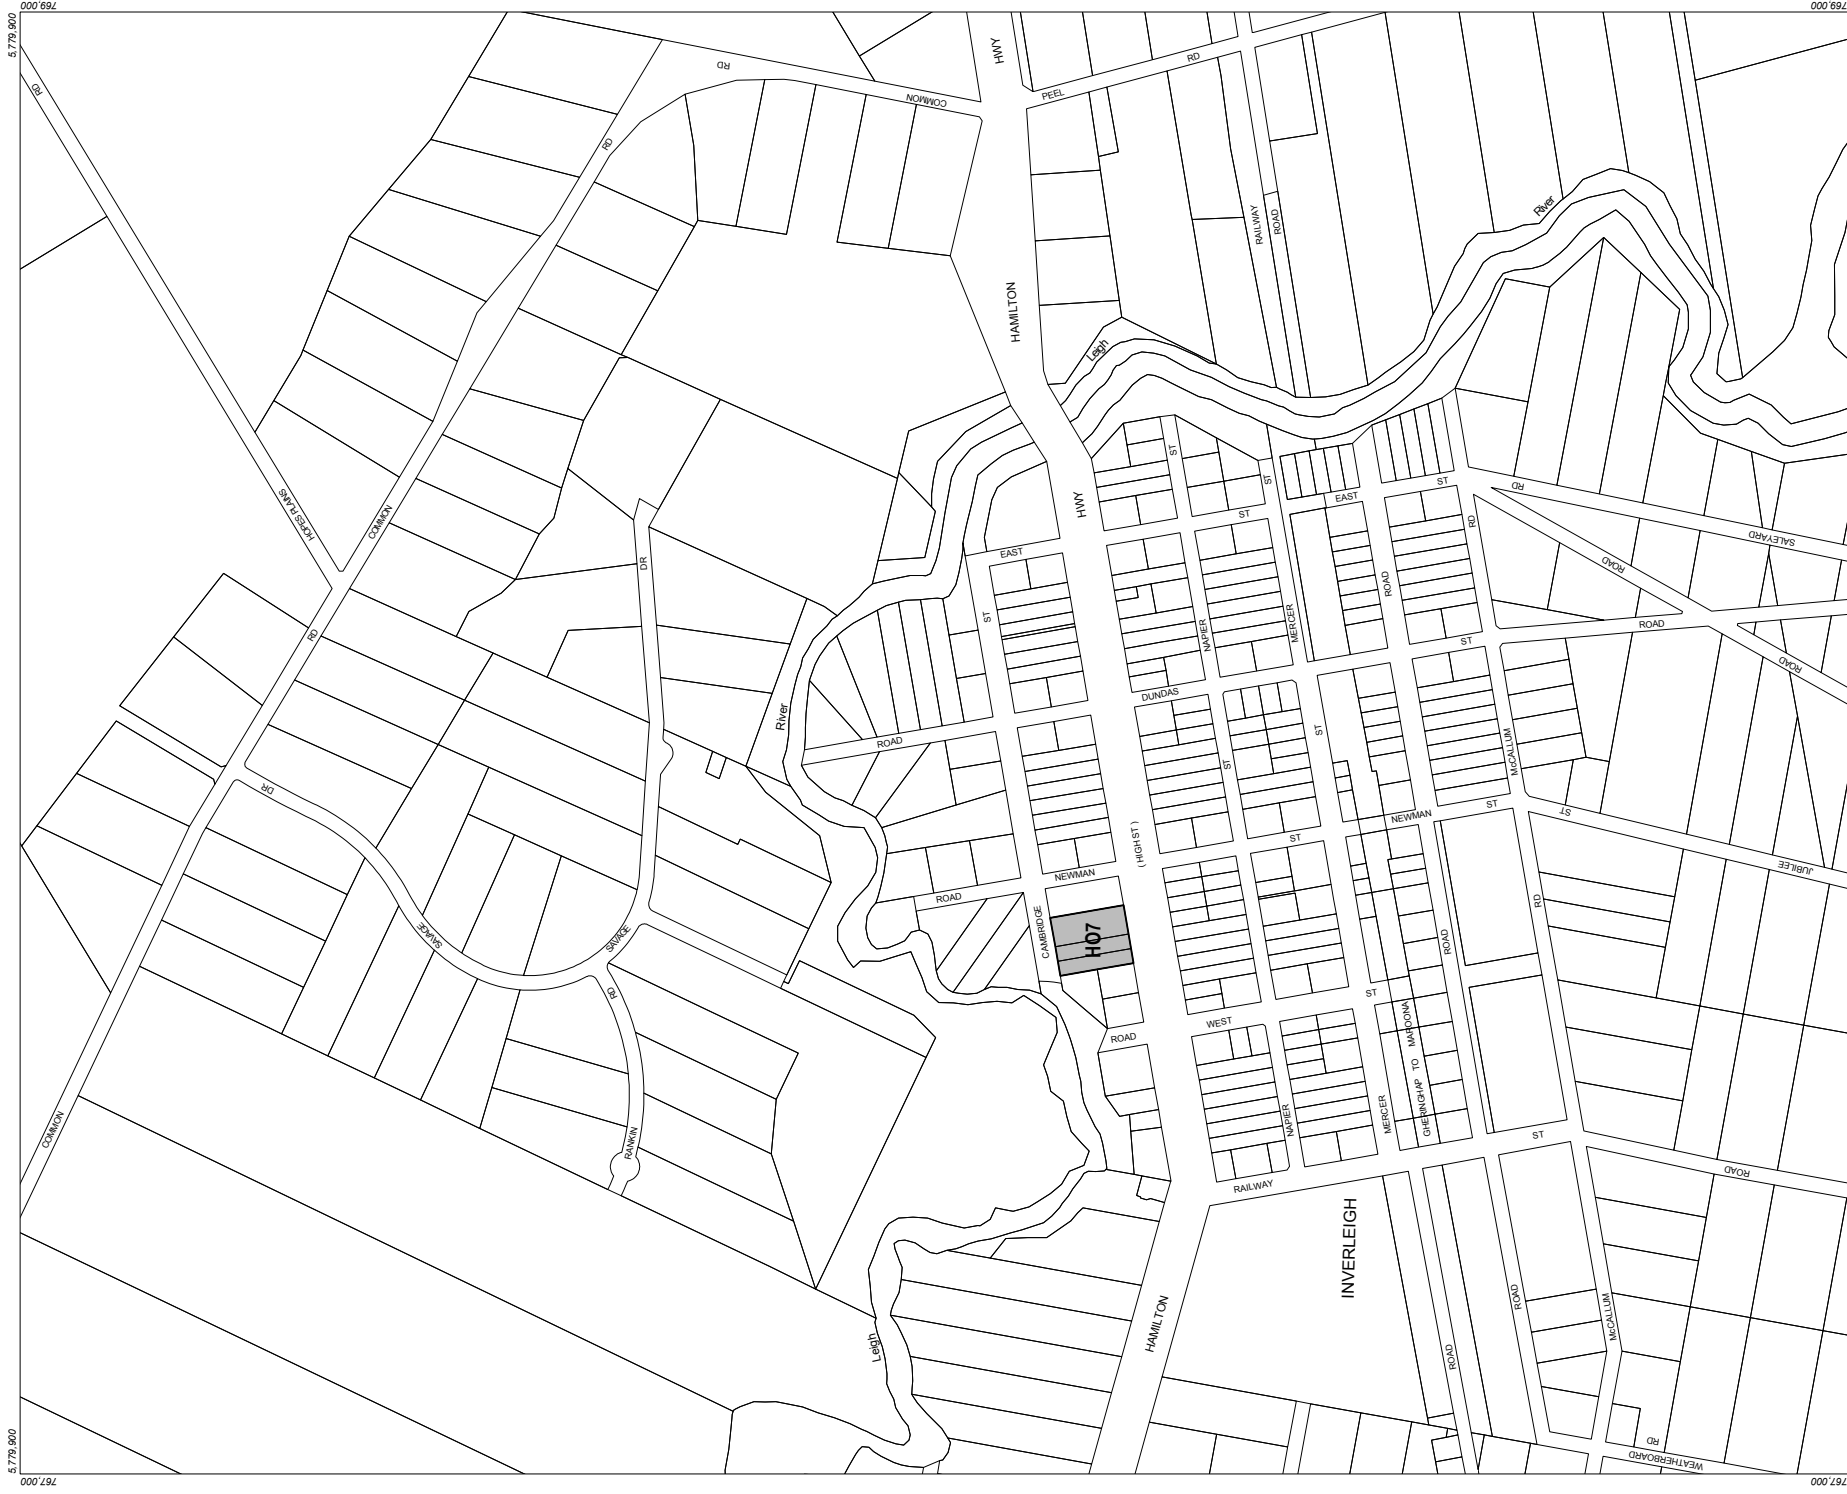 769,000
769,000
5,779,900
RD
RD
COMMON
HWY
PEEL
RD
RD
RAILWAY
ROAD
River
HAMILTON
Leigh
HOPES PLAINS
COMMON
HWY
ST
ST
ST
EAST
ST
RD
SALEYARD
EAST
ST
RD
ROAD
DR
ST
NAPIER
MERCER
ROAD
ST
ROAD
ROAD
RD
River
ROAD
DUNDAS
ST
ST
McCALLUM
DR
( HIGH ST )
ST
NEWMAN
ST
ST
JUBILEE
NEWMAN
ROAD
CAMBRIDGE
HO7
SAVAGE
SAVAGE
RD
ROAD
RD
ROAD
WEST
ST
GHERINGHAP TO MAROONA
COMMON
RANKIN
NAPIER
MERCER
ST
ROAD
RAILWAY
INVERLEIGH
HAMILTON
Leigh
ROAD
ROAD
McCALLUM
RD
WEATHERBOARD
5,779,900
767,000
767,000